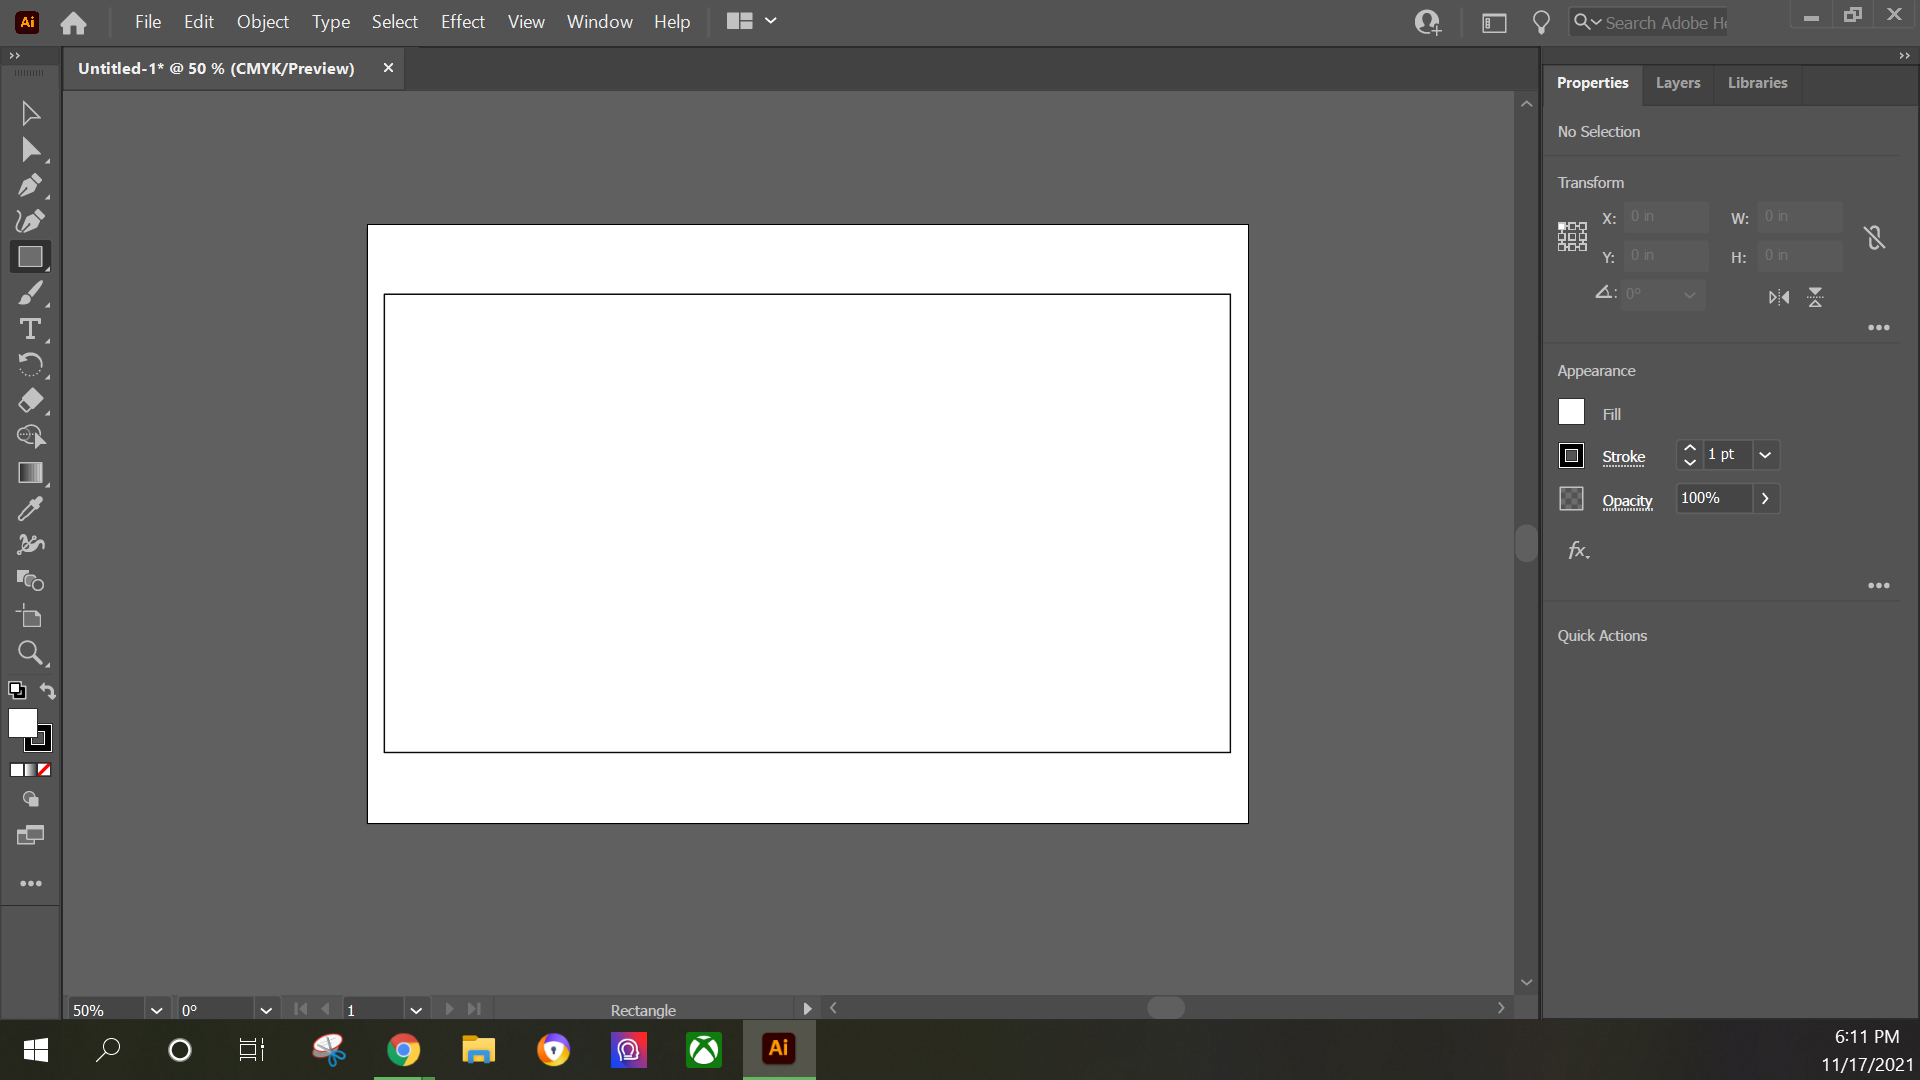 Ai File Edit Object Type Select Effect View Window Help Search Adobe He
Untitled-1* @ 50 % (CMYK/Preview)
Properties Layers Libraries
No Selection
Transform
X: 0 in W: 0 in
Y: 0 in H: 0 in
0°
Appearance
Fill
Stroke 1 pt
Opacity 100%
fx
Quick Actions
50% 0° 1 Rectangle
Ai
6:11 PM
11/17/2021